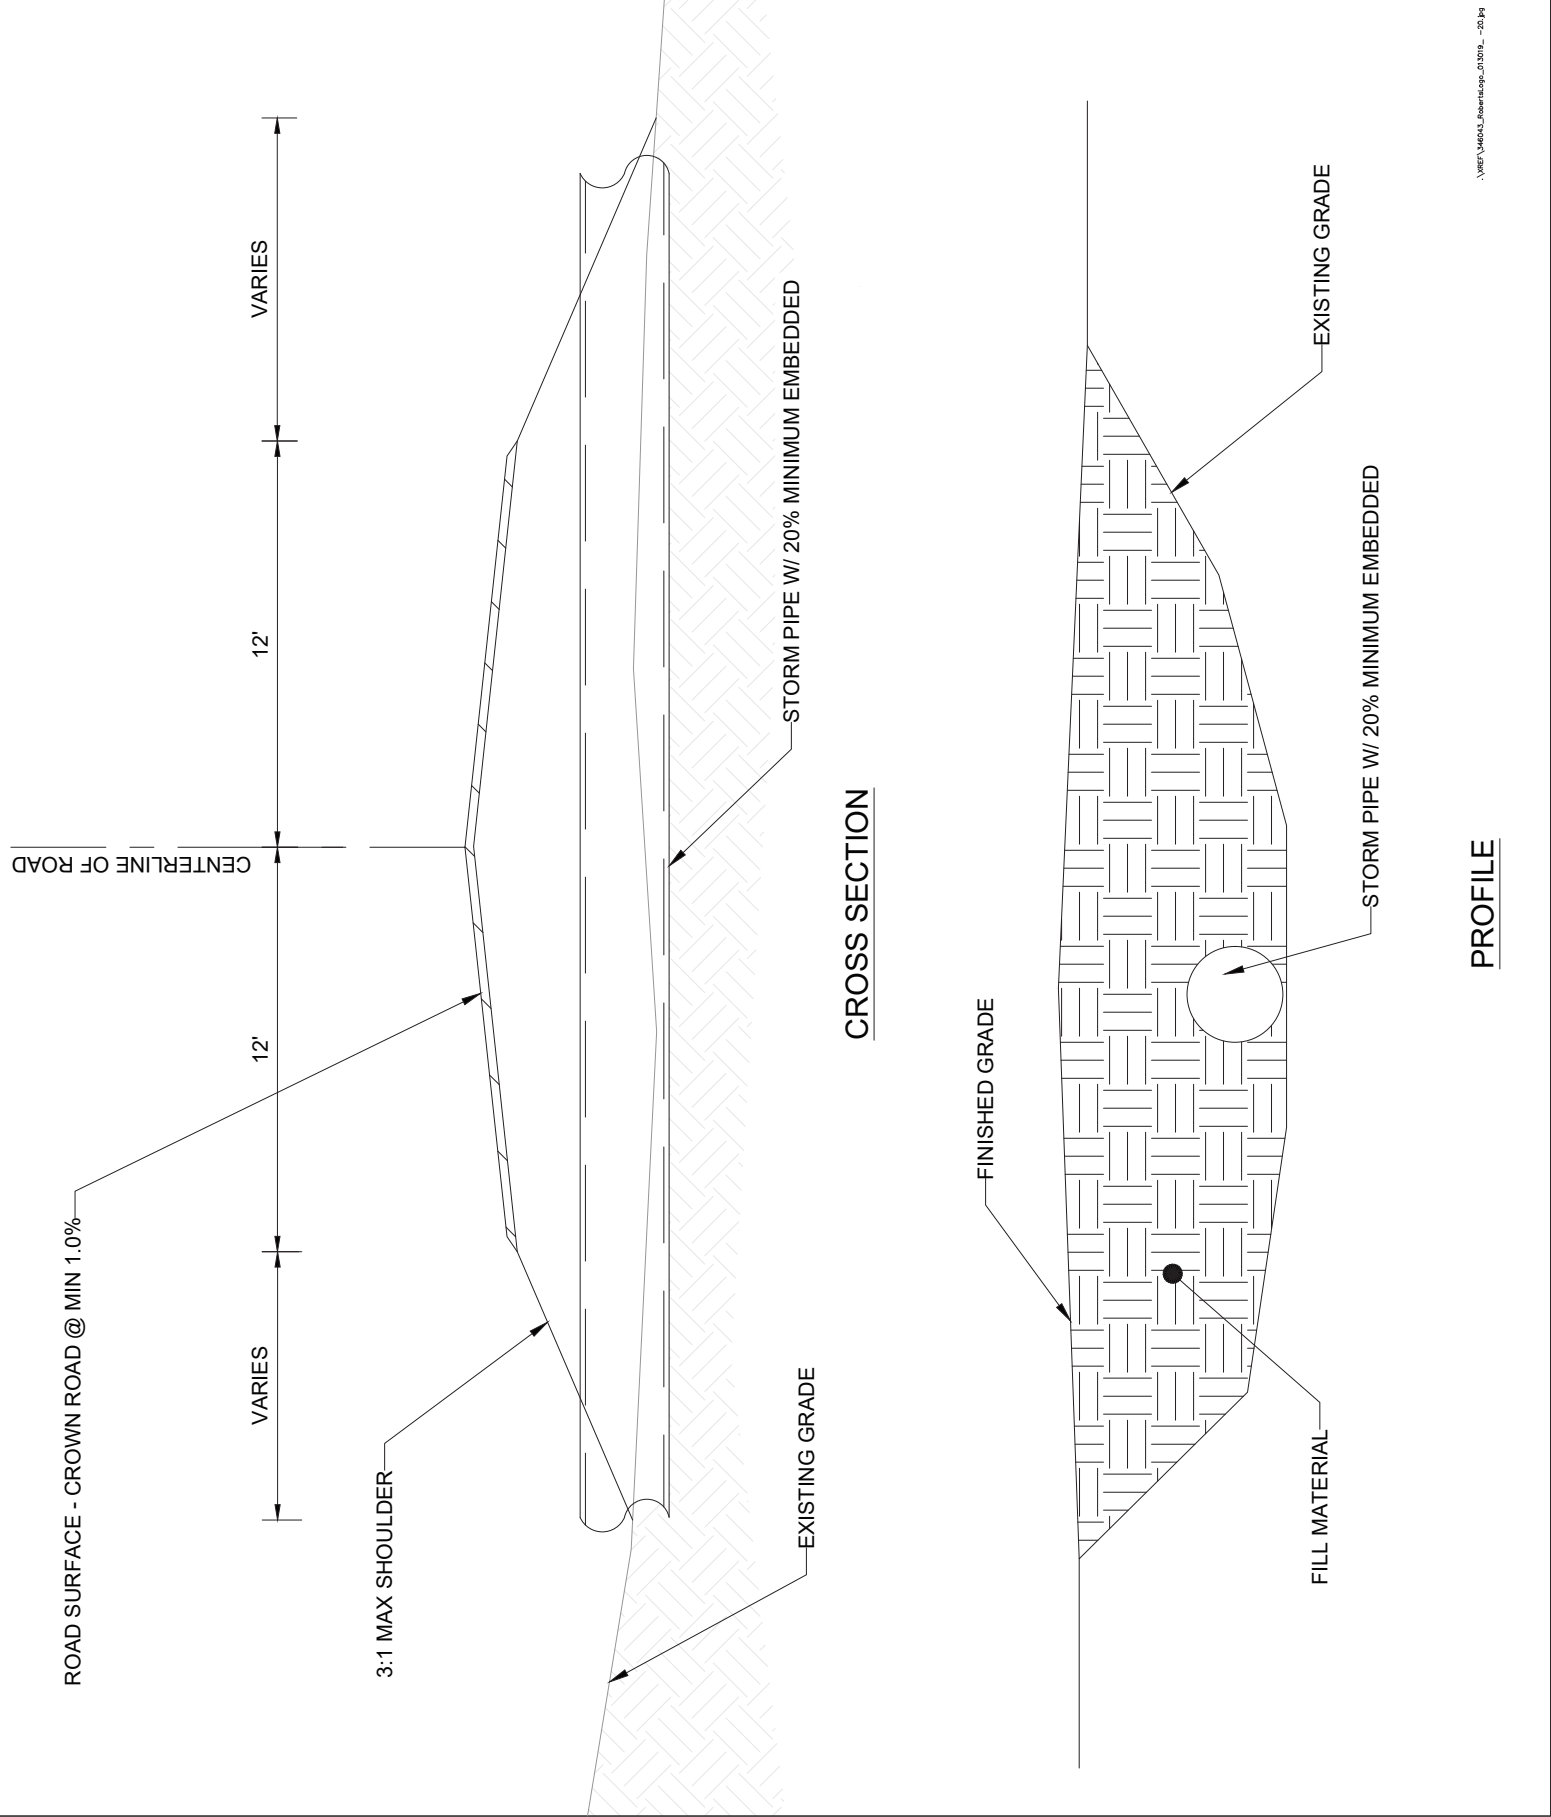 CENTERLINE OF ROAD
ROAD SURFACE - CROWN ROAD @ MIN 1.0%
VARIES
12'
12'
VARIES
3:1 MAX SHOULDER
EXISTING GRADE
STORM PIPE W/ 20% MINIMUM EMBEDDED
CROSS SECTION
FINISHED GRADE
FILL MATERIAL
EXISTING GRADE
STORM PIPE W/ 20% MINIMUM EMBEDDED
PROFILE